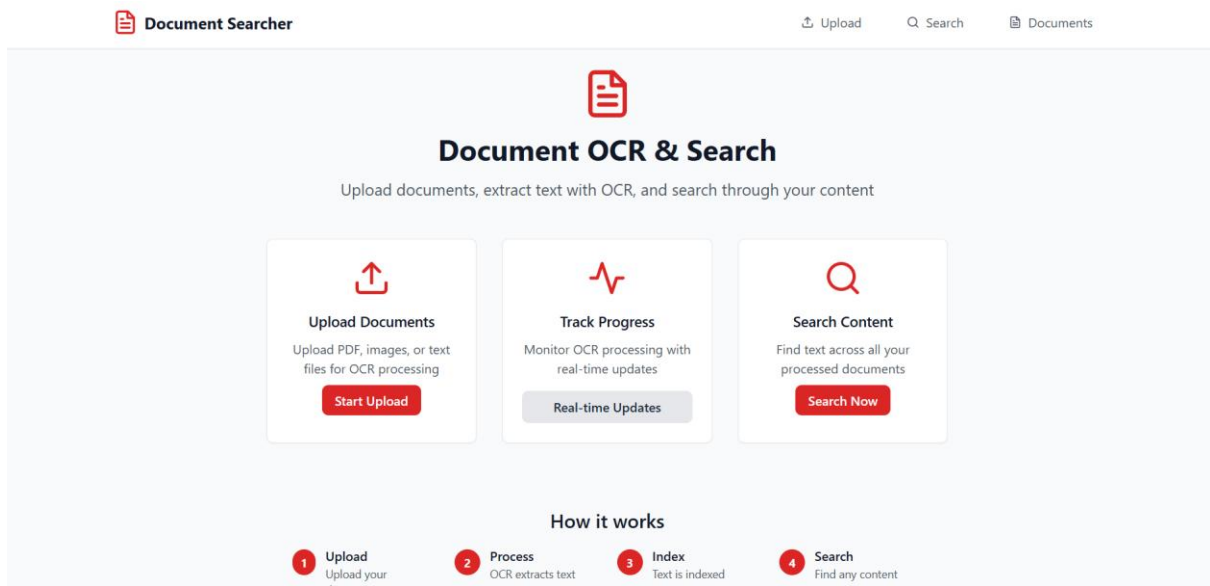 Document Searcher
Upload
Search
Documents
Document OCR & Search
Upload documents, extract text with OCR, and search through your content
Upload Documents
Upload PDF, images, or text
files for OCR processing
Start Upload
Track Progress
Monitor OCR processing with
real-time updates
Real-time Updates
Search Content
Find text across all your
processed documents
Search Now
How it works
1
Upload
Upload your
2
Process
OCR extracts text
3
Index
Text is indexed
4
Search
Find any content